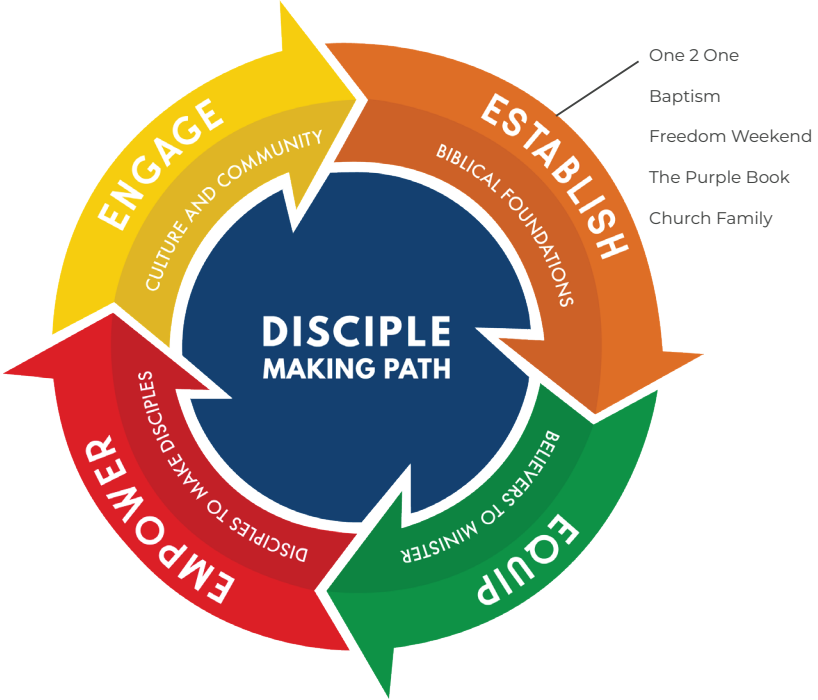 ENGAGE
CULTURE AND COMMUNITY
ESTABLISH
BIBLICAL FOUNDATIONS
One 2 One
Baptism
Freedom Weekend
The Purple Book
Church Family
DISCIPLE
MAKING PATH
EQUIP
BELIEVERS TO MINISTER
EMPOWER
DISCIPLES TO MAKE DISCIPLES